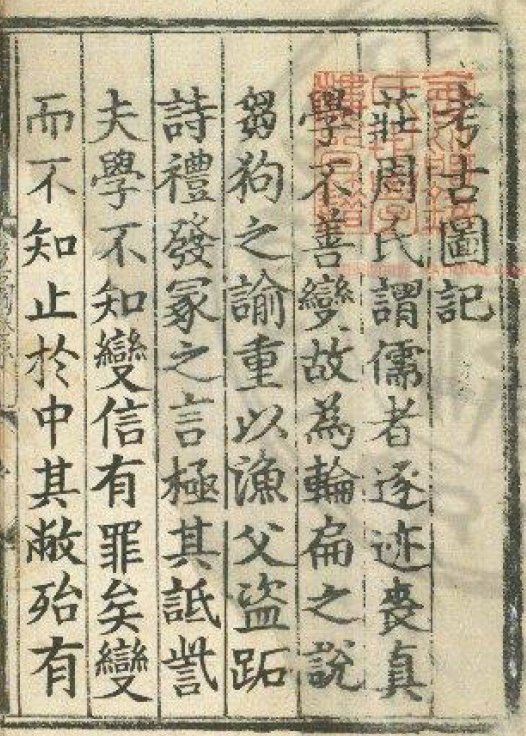 考古圖記
莊周氏謂儒者逐迹喪真
學不善變故為輪扁之說
芻狗之諭重以漁父盜跖
詩禮發冢之言極其詆訾
夫學不知變信有罪矣變
而不知止於中其敝殆有